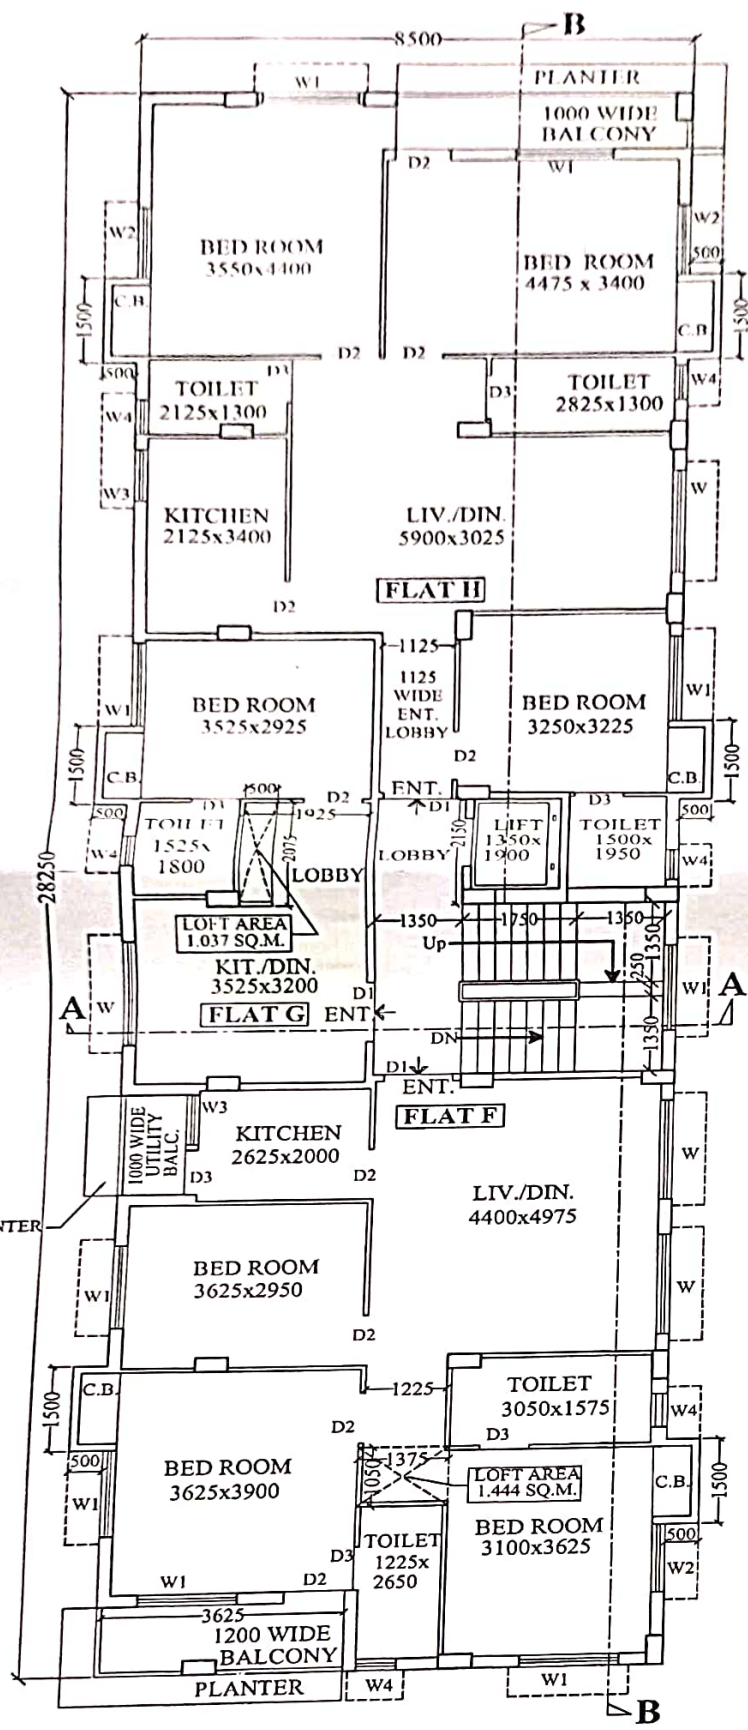 B
8500
W1
PLANTER
1000 WIDE
BALCONY
D2
W1
W2
W2
BED ROOM
3550x4400
BED ROOM
4475 x 3400
500
C.B.
1500
C.B.
1500
D2
D2
500
D3
TOILET
2125x1300
D3
TOILET
2825x1300
W4
W4
W3
KITCHEN
2125x3400
LIV./DIN.
5900x3025
W
FLAT H
D2
1125
1125
WIDE
ENT.
LOBBY
BED ROOM
3525x2925
BED ROOM
3250x3225
W1
W1
D2
1500
C.B.
C.B.
1500
500
D3
500
D2
ENT.
D1
D3
500
1925
TOILET
1525x
1800
W4
2075
LOBBY
LOBBY
2150
LIFT
1350x
1900
TOILET
1500x
1950
W4
28250
LOFT AREA
1.037 SQ.M.
1350
1750
1350
1350
Up
250
KIT./DIN.
3525x3200
D1
W
W1
A
FLAT G
ENT
A
DN
1350
D1
ENT.
FLAT F
1000 WIDE
UTILITY
BALC.
W3
KITCHEN
2625x2000
D3
D2
W
NTER
LIV./DIN.
4400x4975
BED ROOM
3625x2950
W1
W
D2
C.B.
1500
1225
TOILET
3050x1575
W4
D2
D3
500
1375
1050
BED ROOM
3625x3900
LOFT AREA
1.444 SQ.M.
C.B.
1500
W1
BED ROOM
3100x3625
TOILET
1225x
2650
D3
500
W2
W1
D2
3625
1200 WIDE
BALCONY
PLANTER
W4
W1
B